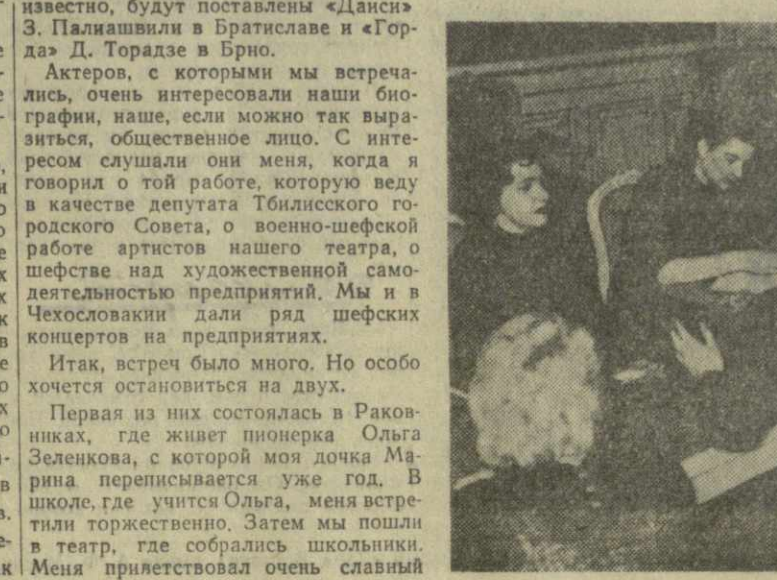 известно, будут поставлены «Даиси»
З. Палиашвили в Братиславе и «Гор-
да» Д. Торадзе в Брно.
Актеров, с которыми мы встреча-
лись, очень интересовали наши био-
графии, наше, если можно так выра-
зиться, общественное лицо. С инте-
ресом слушали они меня, когда я
говорил о той работе, которую веду
в качестве депутата Тбилисского го-
родского Совета, о военно-шефской
работе артистов нашего театра, о
шефстве над художественной само-
деятельностью предприятий. Мы и в
Чехословакии дали ряд шефских
концертов на предприятиях.
Итак, встреч было много. Но особо
хочется остановиться на двух.
Первая из них состоялась в Раков-
никах, где живет пионерка Ольга
Зеленкова, с которой моя дочка Ма-
рина переписывается уже год. В
школе, где учится Ольга, меня встре-
тили торжественно. Затем мы пошли
в театр, где собрались школьники.
Меня приветствовал очень славный